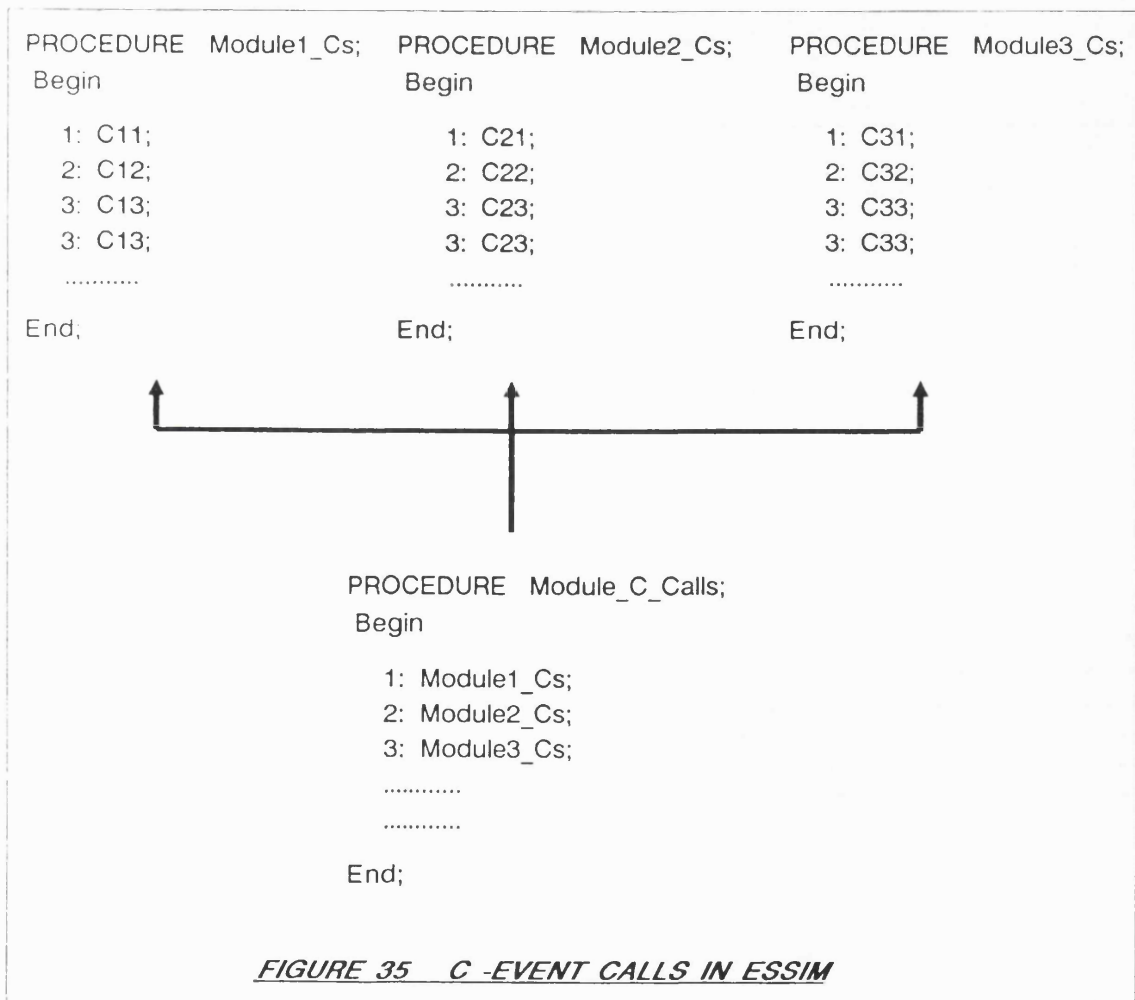 PROCEDURE Module1_Cs;
Begin
1: C11;
2: C12;
3: C13;
3: C13;
...........
End;
PROCEDURE Module2_Cs;
Begin
1: C21;
2: C22;
3: C23;
3: C23;
...........
End;
PROCEDURE Module3_Cs;
Begin
1: C31;
2: C32;
3: C33;
3: C33;
...........
End;
PROCEDURE Module_C_Calls;
Begin
1: Module1_Cs;
2: Module2_Cs;
3: Module3_Cs;
............
............
End;
FIGURE 35 C -EVENT CALLS IN ESSIM